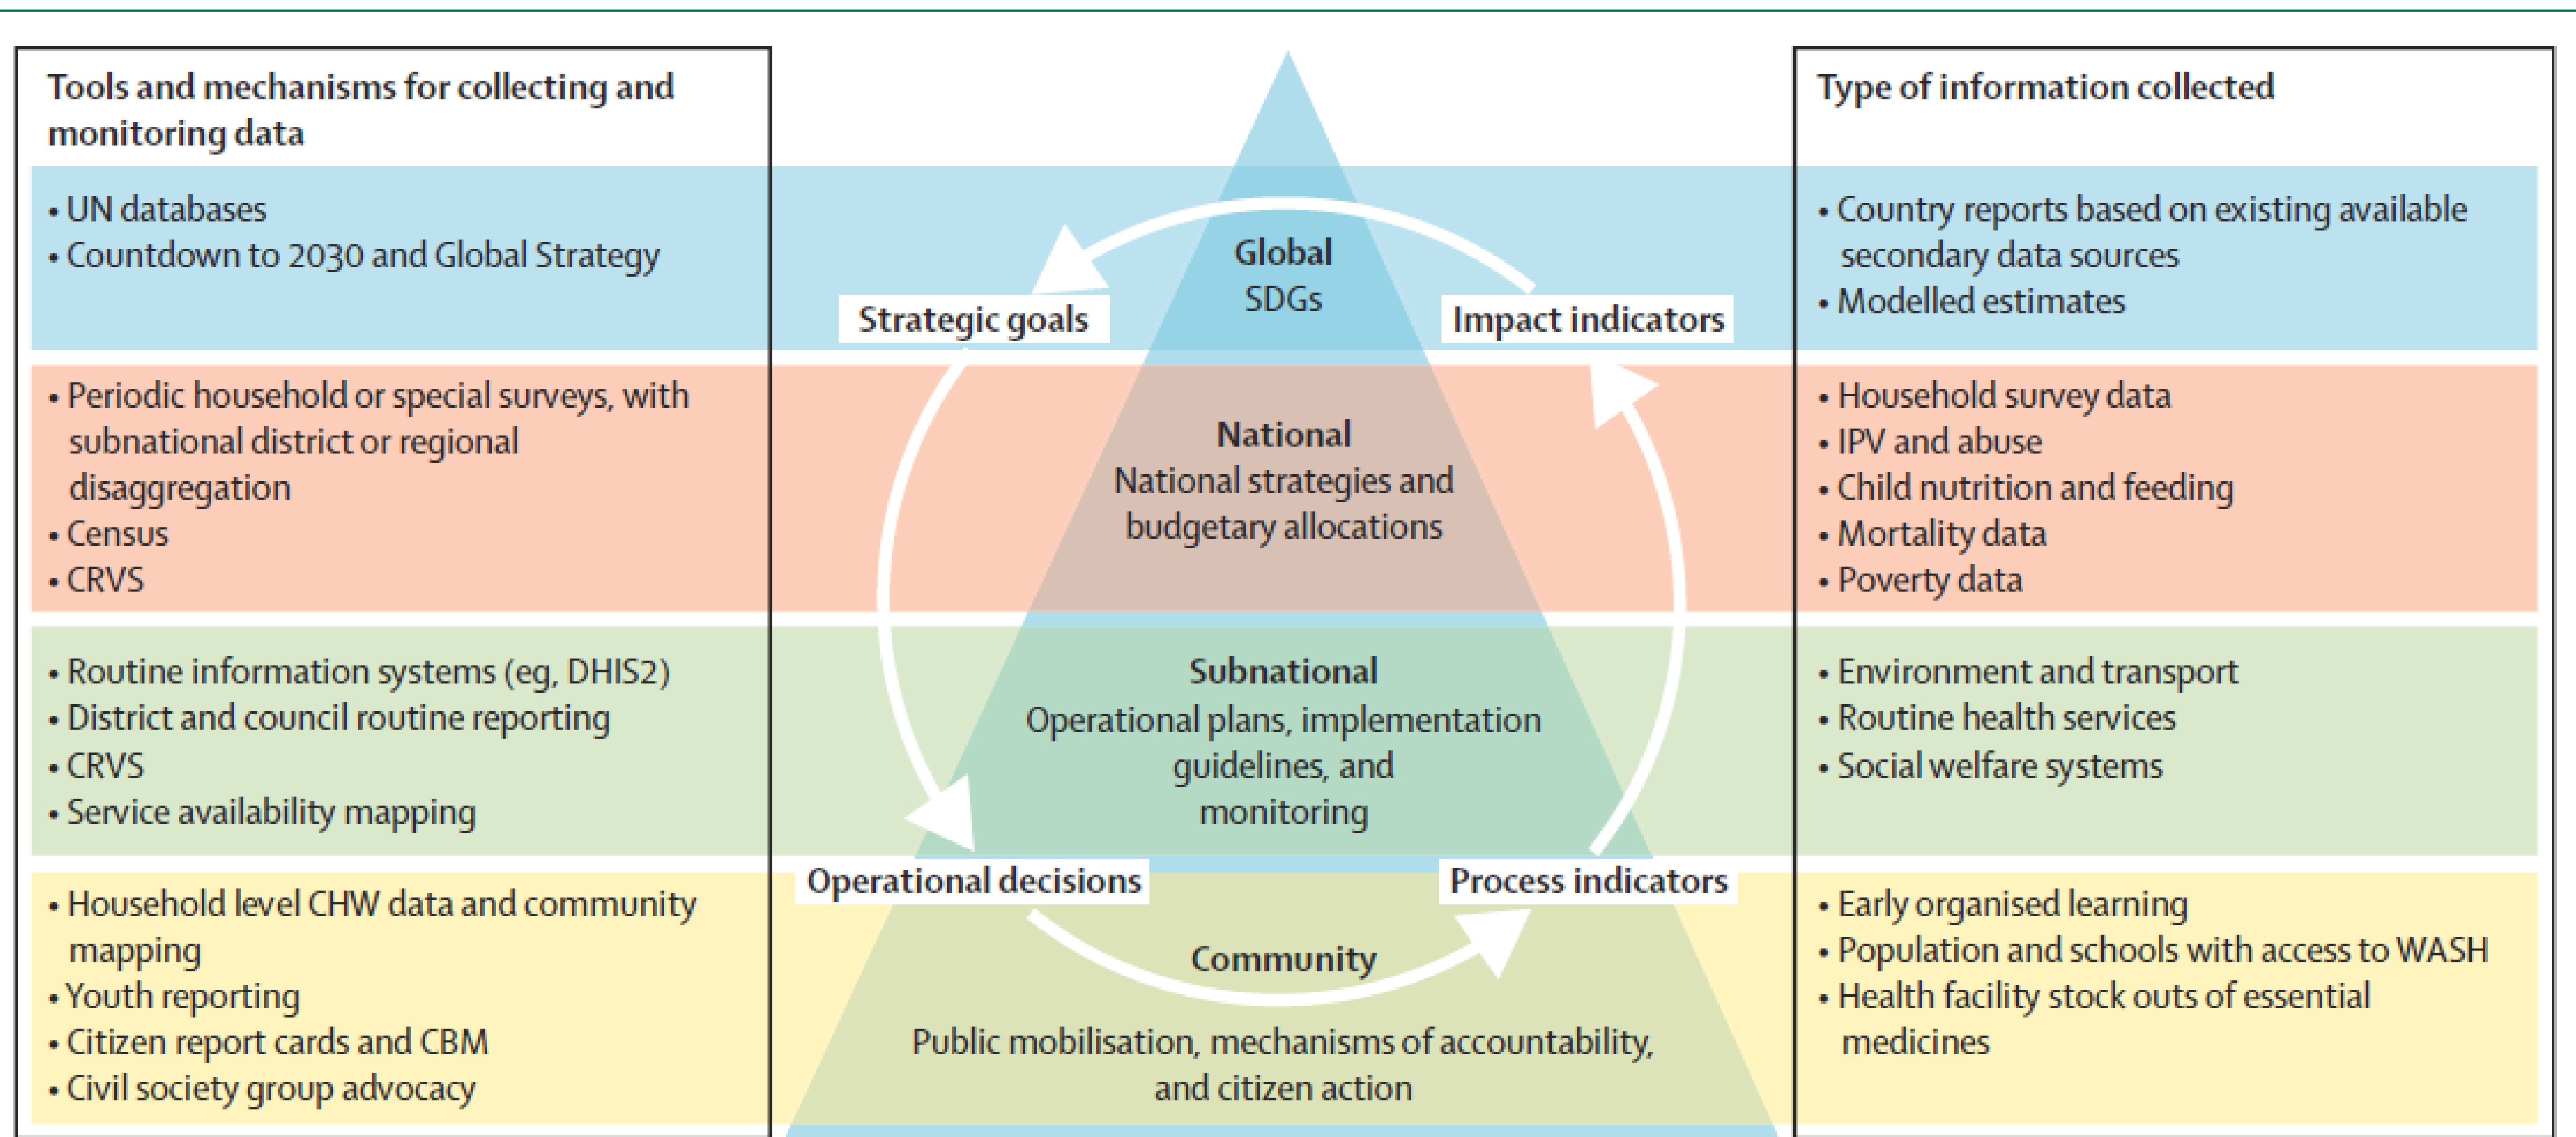 Tools and mechanisms for collecting and
monitoring data
• UN databases
• Countdown to 2030 and Global Strategy
• Periodic household or special surveys, with
subnational district or regional
disaggregation
• Census
• CRVS
• Routine information systems (eg, DHIS2)
• District and council routine reporting
• CRVS
• Service availability mapping
• Household level CHW data and community
mapping
• Youth reporting
• Citizen report cards and CBM
• Civil society group advocacy
Global
SDGs
Strategic goals
Impact indicators
National
National strategies and
budgetary allocations
Subnational
Operational plans, implementation
guidelines, and
monitoring
Operational decisions
Process indicators
Community
Public mobilisation, mechanisms of accountability,
and citizen action
Type of information collected
• Country reports based on existing available
secondary data sources
• Modelled estimates
• Household survey data
• IPV and abuse
• Child nutrition and feeding
• Mortality data
• Poverty data
• Environment and transport
• Routine health services
• Social welfare systems
• Early organised learning
• Population and schools with access to WASH
• Health facility stock outs of essential
medicines